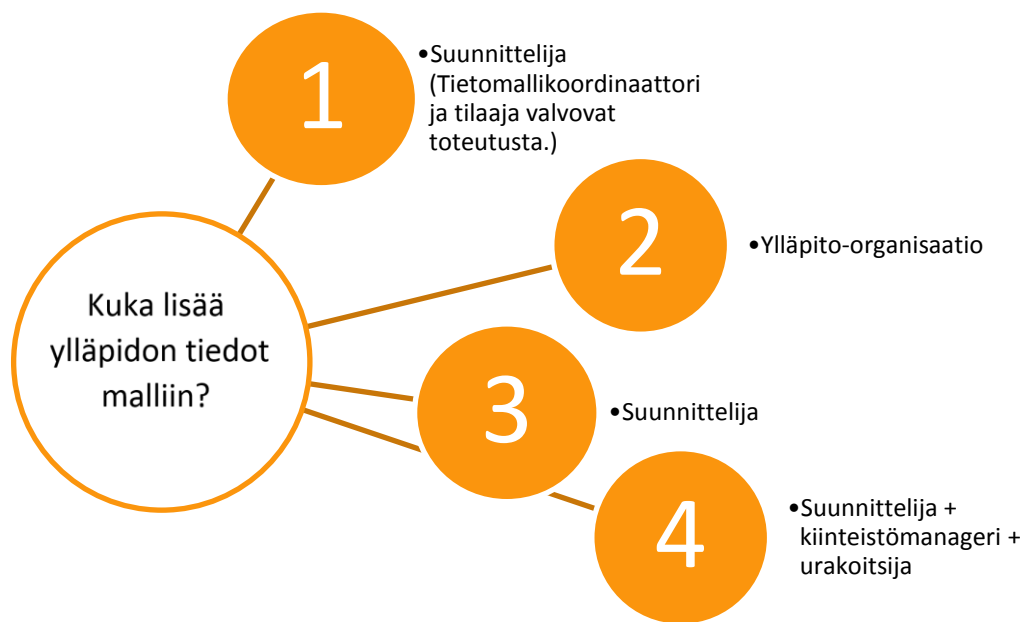 1
•Suunnittelija
(Tietomallikoordinaattori
ja tilaaja valvovat
toteutusta.)
2
•Ylläpito-organisaatio
Kuka lisää
ylläpidon tiedot
malliin?
3
•Suunnittelija
4
•Suunnittelija +
kiinteistömanageri +
urakoitsija